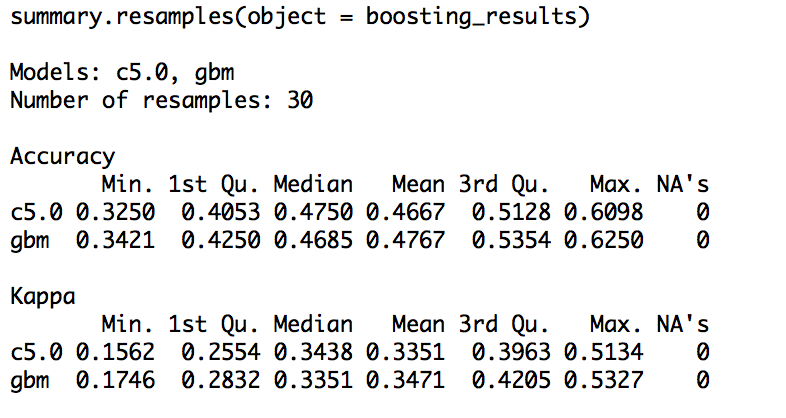 summary.resamples(object = boosting_results)

Models: c5.0, gbm
Number of resamples: 30

Accuracy
       Min. 1st Qu. Median   Mean 3rd Qu.   Max. NA's
c5.0 0.3250  0.4053 0.4750 0.4667  0.5128 0.6098    0
gbm  0.3421  0.4250 0.4685 0.4767  0.5354 0.6250    0

Kappa
       Min. 1st Qu. Median   Mean 3rd Qu.   Max. NA's
c5.0 0.1562  0.2554 0.3438 0.3351  0.3963 0.5134    0
gbm  0.1746  0.2832 0.3351 0.3471  0.4205 0.5327    0